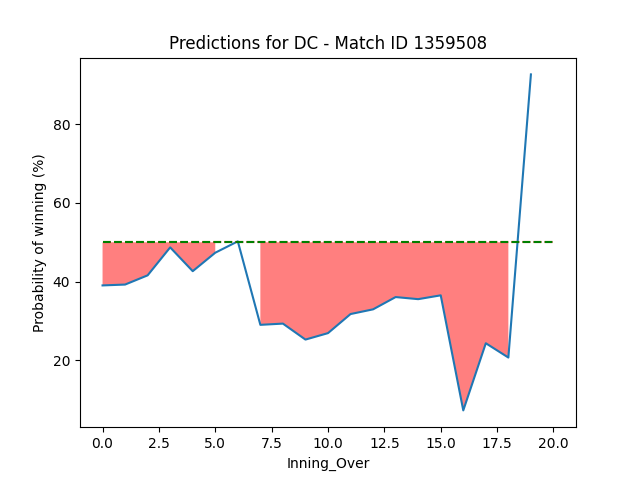 Predictions for DC - Match ID 1359508
Probability of winning (%)
80
60
40
20
0.0 2.5 5.0 7.5 10.0 12.5 15.0 17.5 20.0
Inning_Over